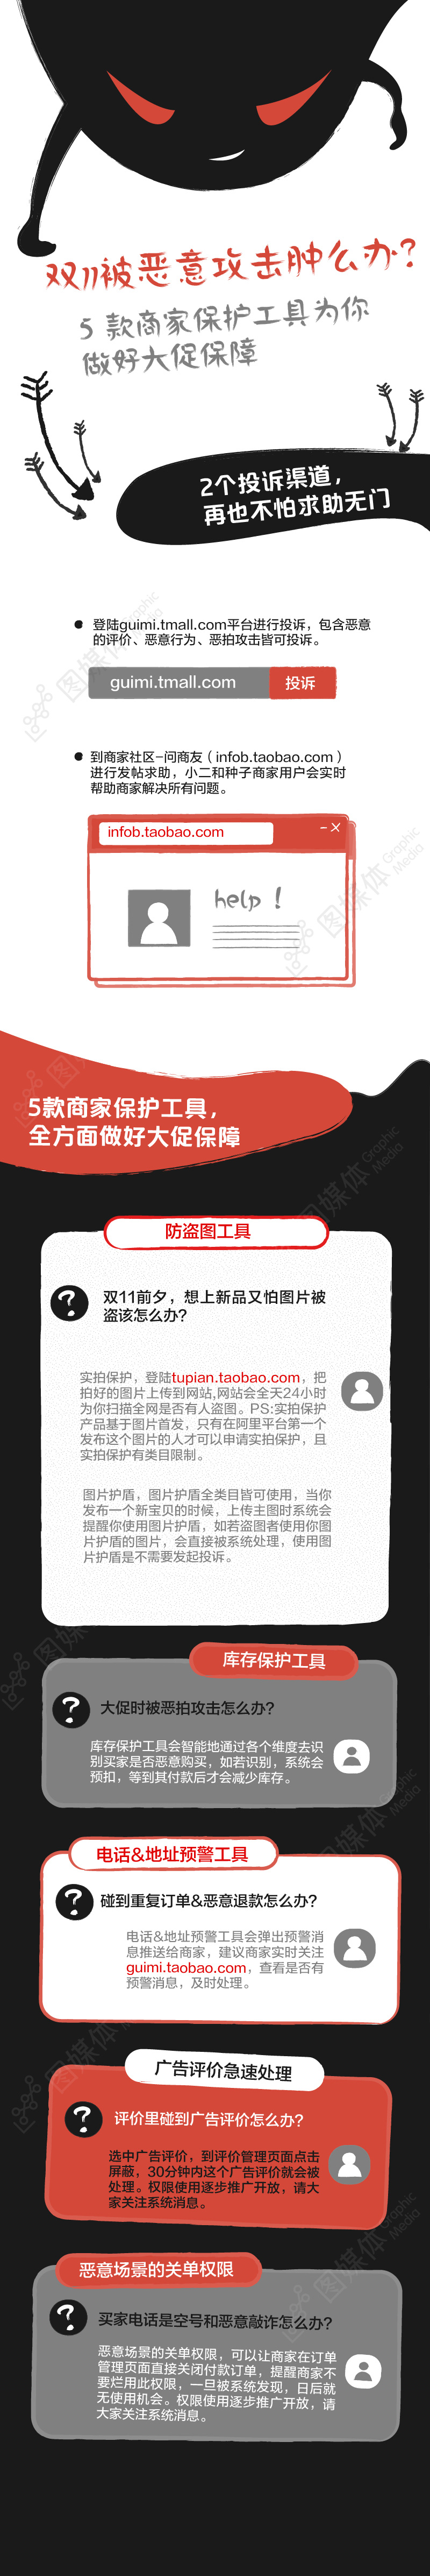 双11被恶意攻击肿么办?
5 款商家保护工具为你
做好大促保障
2个投诉渠道，
再也不怕求助无门
登陆guimi.tmall.com平台进行投诉，包含恶意
的评价、恶意行为、恶拍攻击皆可投诉。
guimi.tmall.com 投诉
到商家社区-问商友（infob.taobao.com）
进行发帖求助，小二和种子商家用户会实时
帮助商家解决所有问题。
infob.taobao.com
help !
图媒体 Graphic Media
5款商家保护工具，
全方面做好大促保障
防盗图工具
双11前夕，想上新品又怕图片被
盗该怎么办?
实拍保护，登陆tupian.taobao.com，把
拍好的图片上传到网站,网站会全天24小时
为你扫描全网是否有人盗图。PS:实拍保护
产品基于图片首发，只有在阿里平台第一个
发布这个图片的人才可以申请实拍保护，且
实拍保护有类目限制。
图片护盾，图片护盾全类目皆可使用，当你
发布一个新宝贝的时候，上传主图时系统会
提醒你使用图片护盾，如若盗图者使用你图
片护盾的图片，会直接被系统处理，使用图
片护盾是不需要发起投诉。
库存保护工具
大促时被恶拍攻击怎么办?
库存保护工具会智能地通过各个维度去识
别买家是否恶意购买，如若识别，系统会
预扣，等到其付款后才会减少库存。
电话&地址预警工具
碰到重复订单&恶意退款怎么办?
电话&地址预警工具会弹出预警消
息推送给商家，建议商家实时关注
guimi.taobao.com，查看是否有
预警消息，及时处理。
广告评价急速处理
评价里碰到广告评价怎么办?
选中广告评价，到评价管理页面点击
屏蔽，30分钟内这个广告评价就会被
处理。权限使用逐步推广开放，请大
家关注系统消息。
恶意场景的关单权限
买家电话是空号和恶意敲诈怎么办?
恶意场景的关单权限，可以让商家在订单
管理页面直接关闭付款订单，提醒商家不
要烂用此权限，一旦被系统发现，日后就
无使用机会。权限使用逐步推广开放，请
大家关注系统消息。